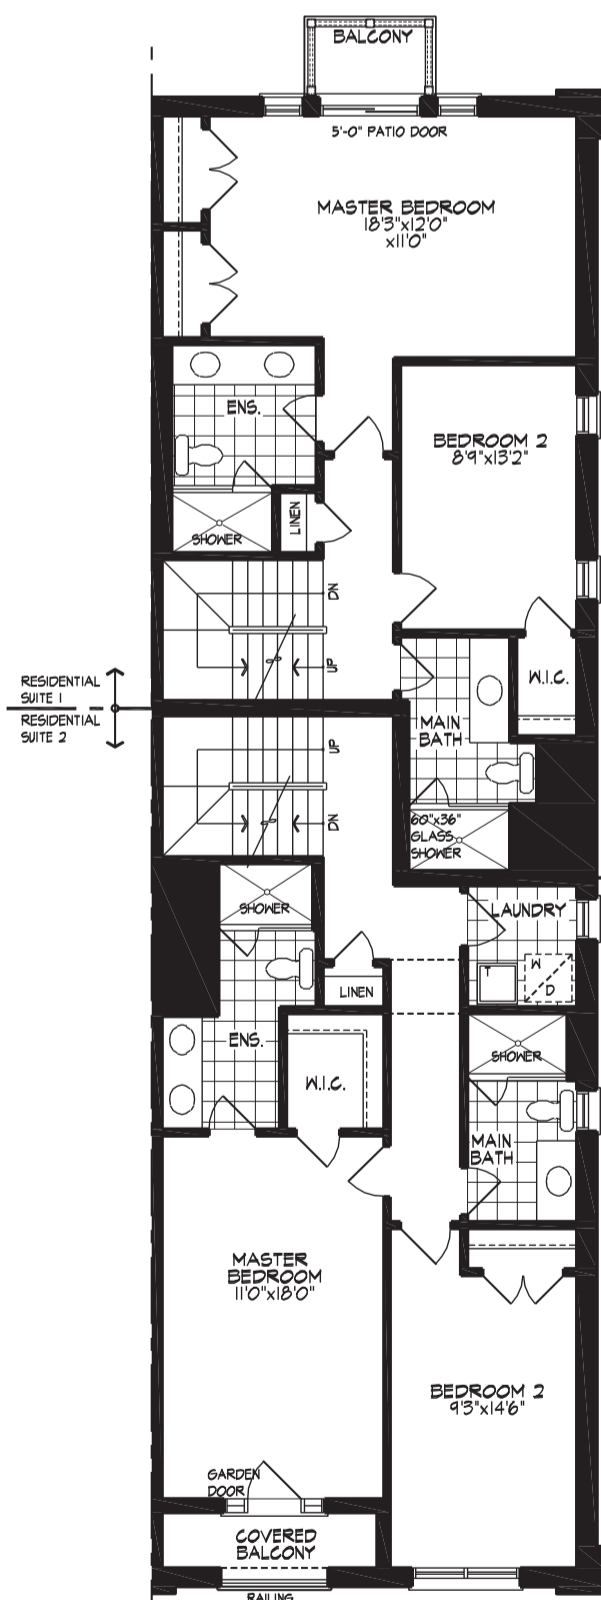 BALCONY
5'-0" PATIO DOOR
MASTER BEDROOM
18'3"x12'0"
x11'0"
ENS.
BEDROOM 2
8'9"x13'2"
LINEN
SHOWER
DN
UP
W.I.C.
RESIDENTIAL
SUITE 1
RESIDENTIAL
SUITE 2
MAIN
BATH
UP
DN
60"x36"
GLASS
SHOWER
SHOWER
LAUNDRY
T
W
D
LINEN
ENS.
SHOWER
W.I.C.
MAIN
BATH
MASTER
BEDROOM
11'0"x18'0"
BEDROOM 2
9'3"x14'6"
GARDEN
DOOR
COVERED
BALCONY
RAILING